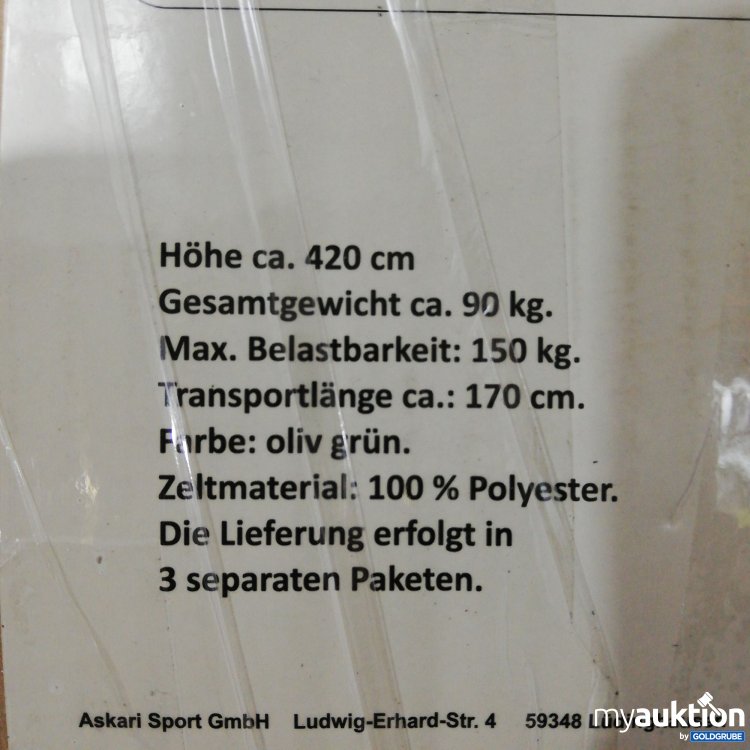 Höhe ca. 420 cm
Gesamtgewicht ca. 90 kg.
Max. Belastbarkeit: 150 kg.
Transportlänge ca.: 170 cm.
Farbe: oliv grün.
Zeltmaterial: 100 % Polyester.
Die Lieferung erfolgt in
3 separaten Paketen.
Askari Sport GmbH Ludwig-Erhard-Str. 4 59348
myauktion
by GOLDGRUBE